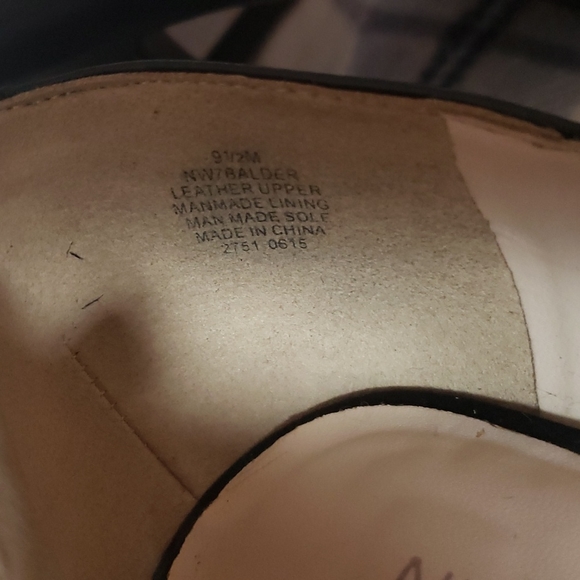 9 1/2M
NW7BALDER
LEATHER UPPER
MANMADE LINING
MAN MADE SOLE
MADE IN CHINA
2751 0615